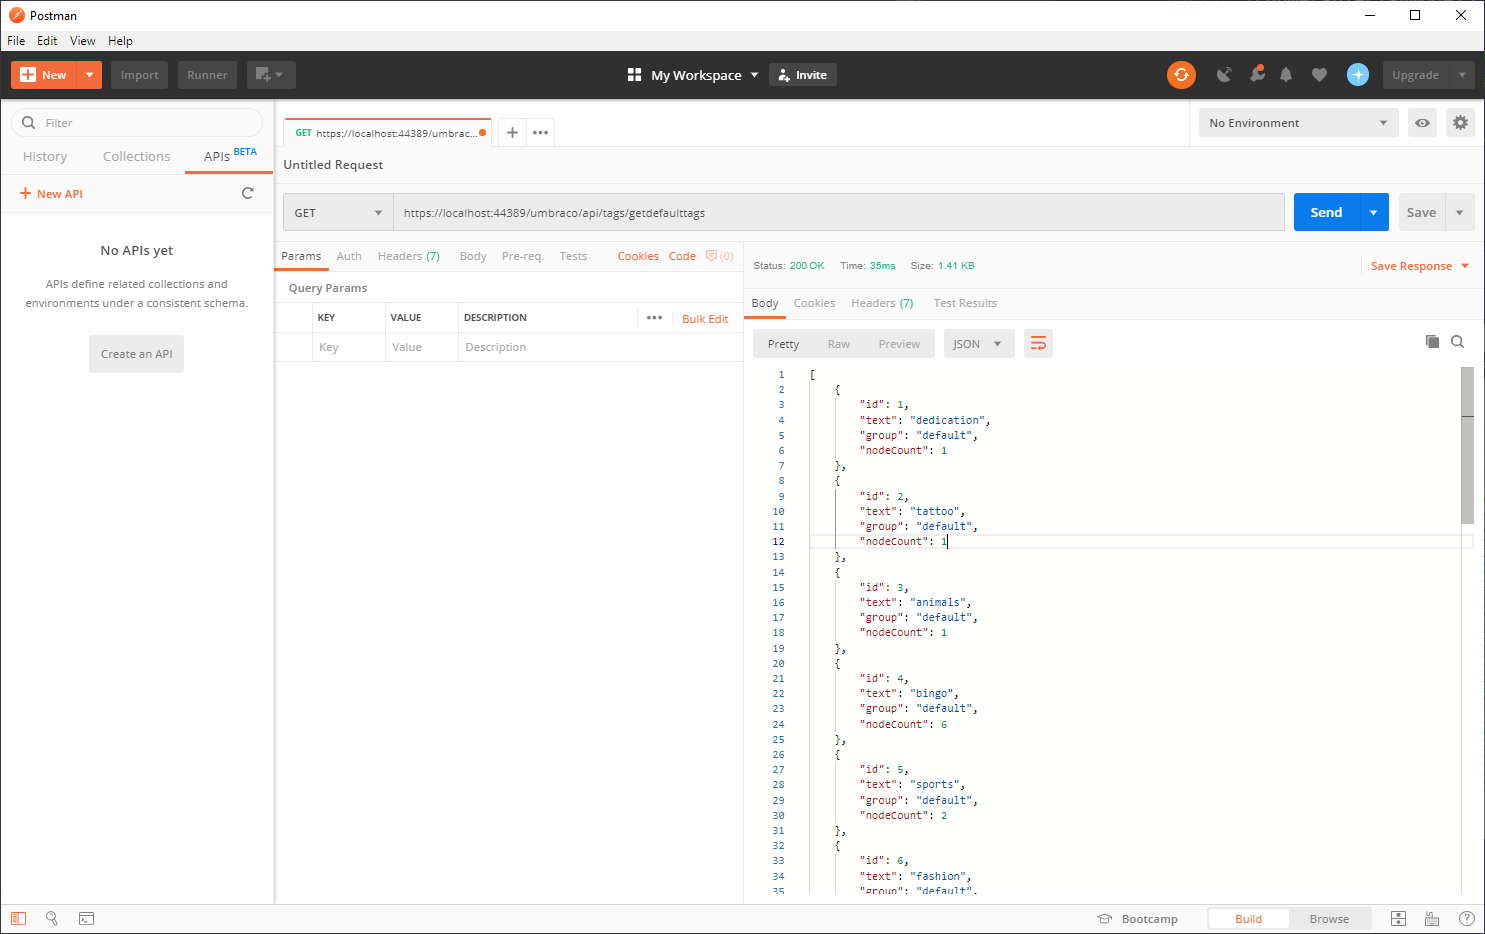 Postman
File Edit View Help
New Import Runner My Workspace Invite Upgrade
Filter
History Collections APIs BETA
New API
No APIs yet
APIs define related collections and
environments under a consistent schema.
Create an API
GET https://localhost:44389/umbrac...
No Environment
Untitled Request
GET https://localhost:44389/umbraco/api/tags/getdefaulttags Send Save
Params Auth Headers (7) Body Pre-req. Tests Cookies Code (0)
Query Params
KEY VALUE DESCRIPTION Bulk Edit
Key Value Description
Status: 200 OK Time: 35ms Size: 1.41 KB Save Response
Body Cookies Headers (7) Test Results
Pretty Raw Preview JSON
1 [
2 {
3 "id": 1,
4 "text": "dedication",
5 "group": "default",
6 "nodeCount": 1
7 },
8 {
9 "id": 2,
10 "text": "tattoo",
11 "group": "default",
12 "nodeCount": 1
13 },
14 {
15 "id": 3,
16 "text": "animals",
17 "group": "default",
18 "nodeCount": 1
19 },
20 {
21 "id": 4,
22 "text": "bingo",
23 "group": "default",
24 "nodeCount": 6
25 },
26 {
27 "id": 5,
28 "text": "sports",
29 "group": "default",
30 "nodeCount": 2
31 },
32 {
33 "id": 6,
34 "text": "fashion",
35 "group": "default",
Bootcamp Build Browse